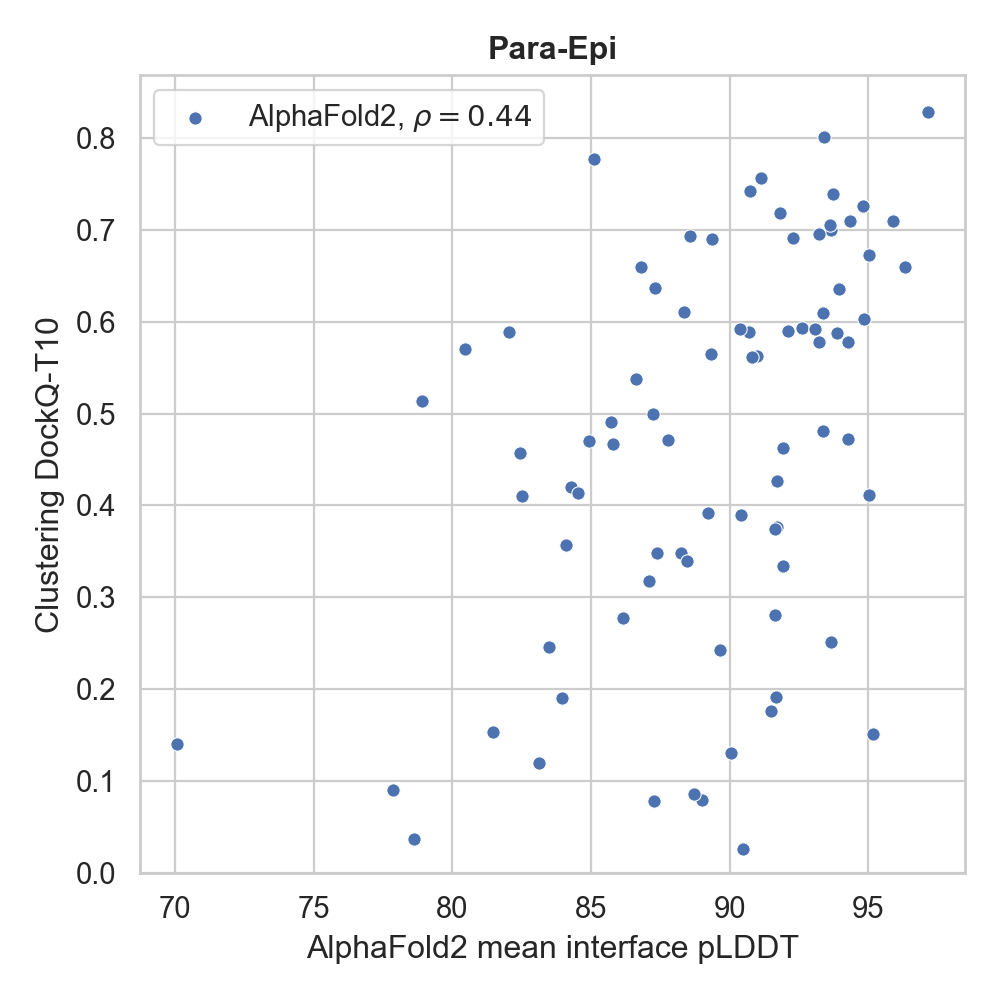 Para-Epi
AlphaFold2, ρ = 0.44
Clustering DockQ-T10
0.8
0.7
0.6
0.5
0.4
0.3
0.2
0.1
0.0
70 75 80 85 90 95
AlphaFold2 mean interface pLDDT